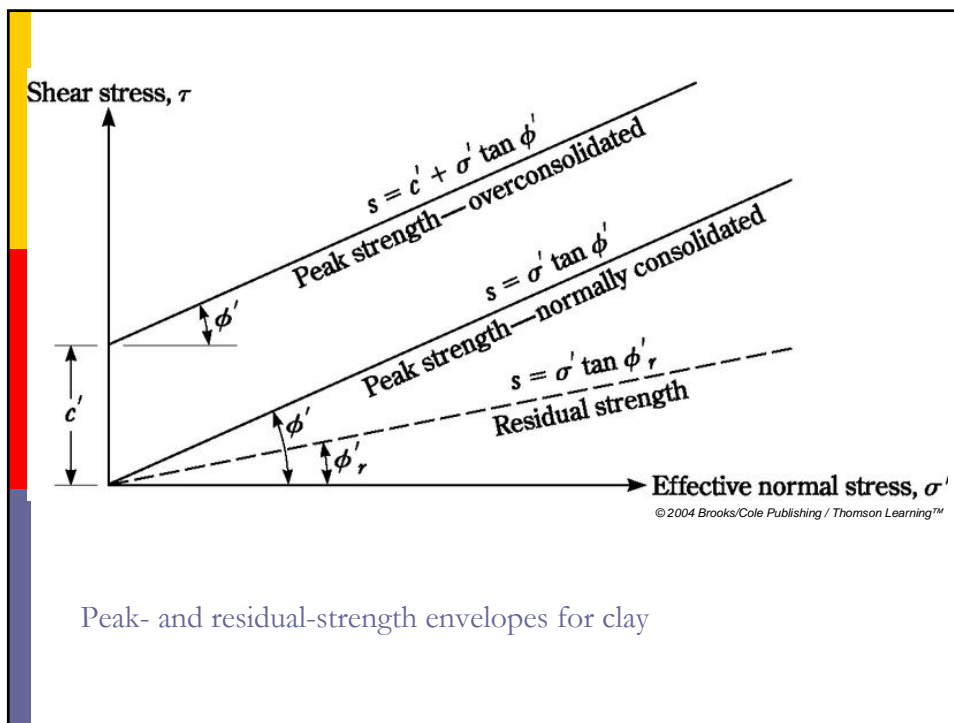 Shear stress, τ
s = c' + σ' tan ϕ'
Peak strength—overconsolidated
s = σ' tan ϕ'
Peak strength—normally consolidated
ϕ'
s = σ' tan ϕ'r
Residual strength
c'
ϕ'
ϕ'r
Effective normal stress, σ'
© 2004 Brooks/Cole Publishing / Thomson Learning™
Peak- and residual-strength envelopes for clay